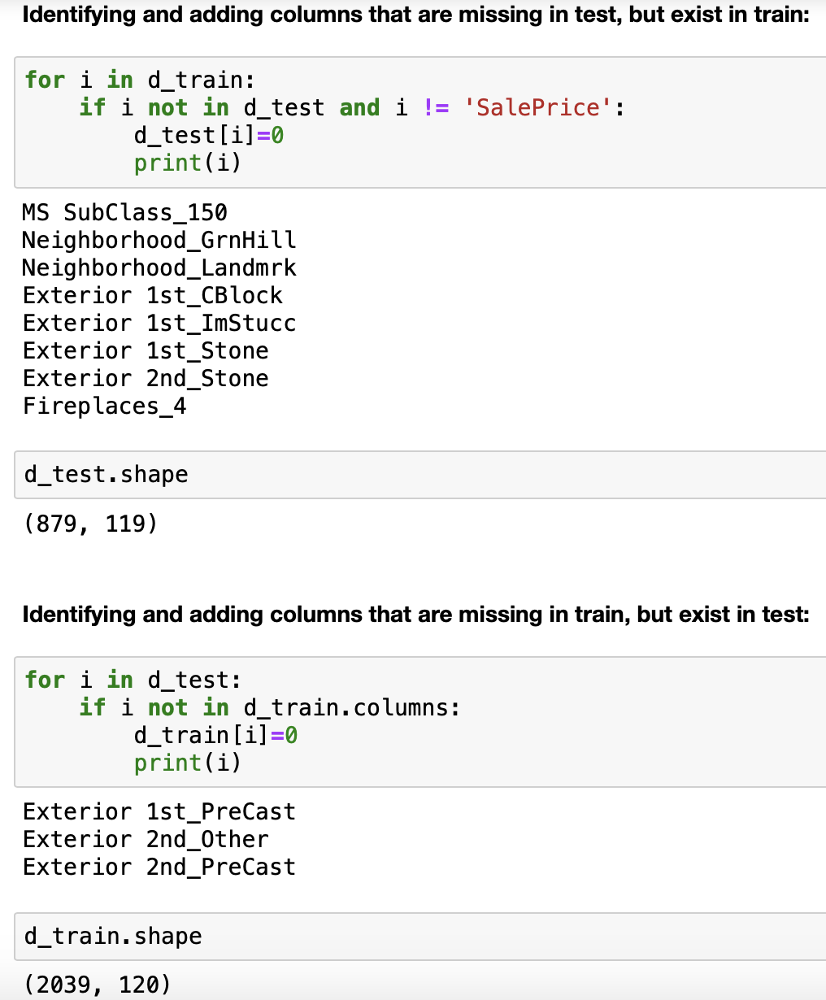 Identifying and adding columns that are missing in test, but exist in train:
for i in d_train:
    if i not in d_test and i != 'SalePrice':
        d_test[i]=0
        print(i)
MS SubClass_150
Neighborhood_GrnHill
Neighborhood_Landmrk
Exterior 1st_CBlock
Exterior 1st_ImStucc
Exterior 1st_Stone
Exterior 2nd_Stone
Fireplaces_4
d_test.shape
(879, 119)
Identifying and adding columns that are missing in train, but exist in test:
for i in d_test:
    if i not in d_train.columns:
        d_train[i]=0
        print(i)
Exterior 1st_PreCast
Exterior 2nd_Other
Exterior 2nd_PreCast
d_train.shape
(2039, 120)